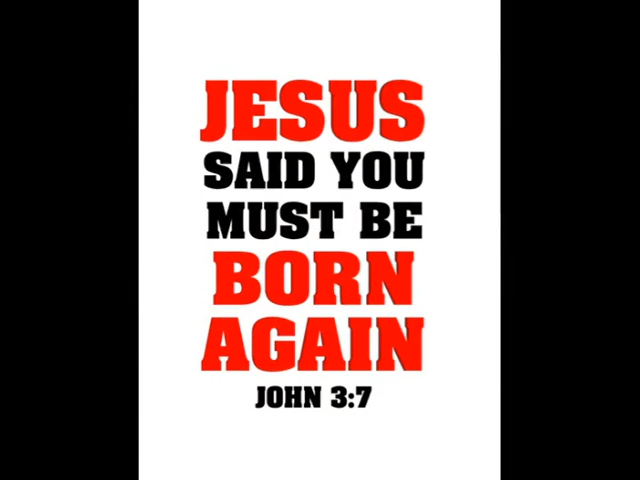 JESUS
SAID YOU
MUST BE
BORN
AGAIN
JOHN 3:7